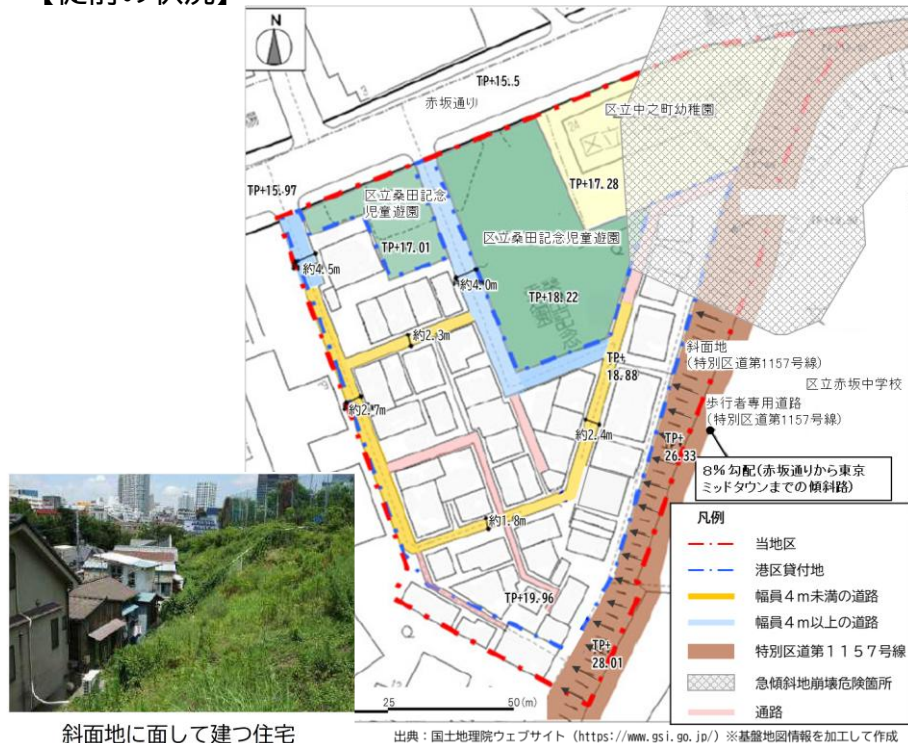 【従前の状況】
N
TP+15.5
赤坂通り
区立中之町幼稚園
TP+15.97
TP+17.28
区立桑田記念
児童遊園
区立桑田記念児童遊園
TP+17.01
約4.5m
約4.0m
TP+18.22
約2.3m
TP+
18.88
斜面地
(特別区道第1157号線)
区立赤坂中学校
歩行者専用道路
(特別区道第1157号線)
約2.7m
約2.4m
TP+
26.33
8%勾配(赤坂通りから東京
ミッドタウンまでの傾斜路)
約1.8m
TP+19.96
TP+
28.01
凡例
当地区
港区貸付地
幅員４m未満の道路
幅員４m以上の道路
特別区道第１１５７号線
急傾斜地崩壊危険箇所
通路
25
50(m)
斜面地に面して建つ住宅
出典：国土地理院ウェブサイト（https://www.gsi.go.jp/）※基盤地図情報を加工して作成